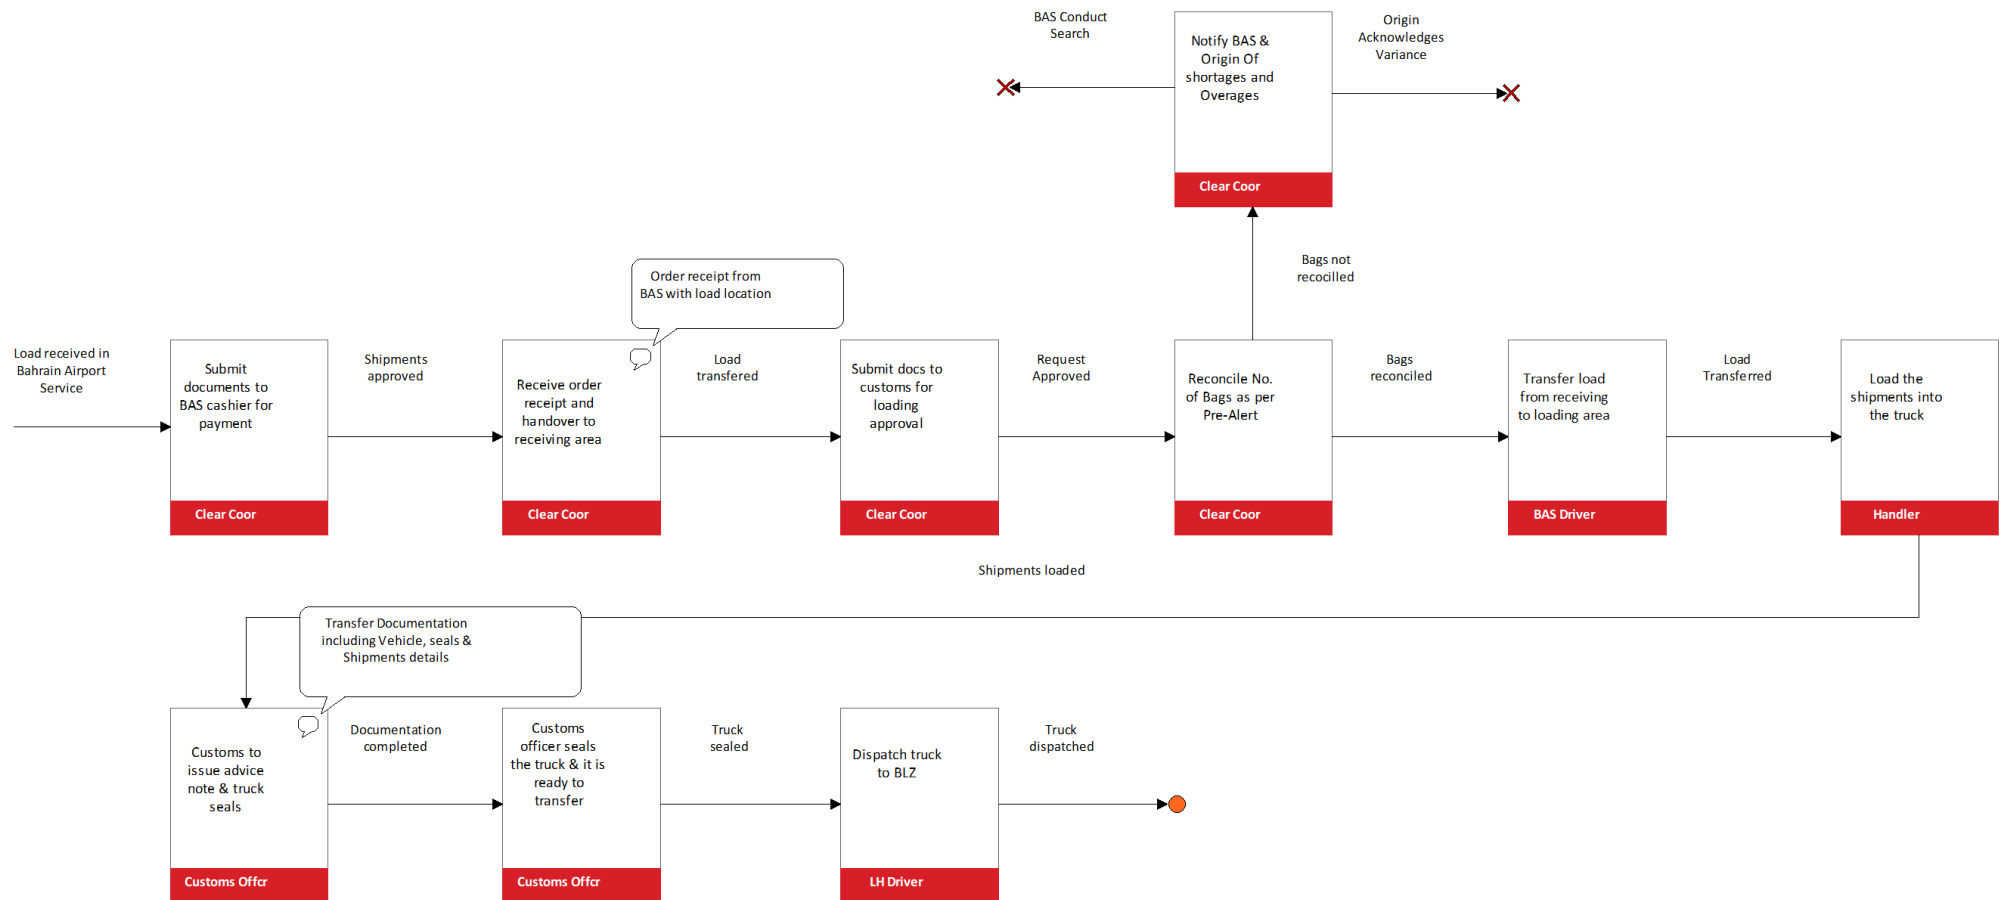 BAS Conduct
Search
Notify BAS &
Origin Of
shortages and
Overages
Clear Coor
Origin
Acknowledges
Variance
Bags not
recocilled
Order receipt from
BAS with load location
Load received in
Bahrain Airport
Service
Submit
documents to
BAS cashier for
payment
Clear Coor
Shipments
approved
Receive order
receipt and
handover to
receiving area
Clear Coor
Load
transfered
Submit docs to
customs for
loading
approval
Clear Coor
Request
Approved
Reconcile No.
of Bags as per
Pre-Alert
Clear Coor
Bags
reconciled
Transfer load
from receiving
to loading area
BAS Driver
Load
Transferred
Load the
shipments into
the truck
Handler
Shipments loaded
Transfer Documentation
including Vehicle, seals &
Shipments details
Customs to
issue advice
note & truck
seals
Customs Offcr
Documentation
completed
Customs
officer seals
the truck & it is
ready to
transfer
Customs Offcr
Truck
sealed
Dispatch truck
to BLZ
LH Driver
Truck
dispatched